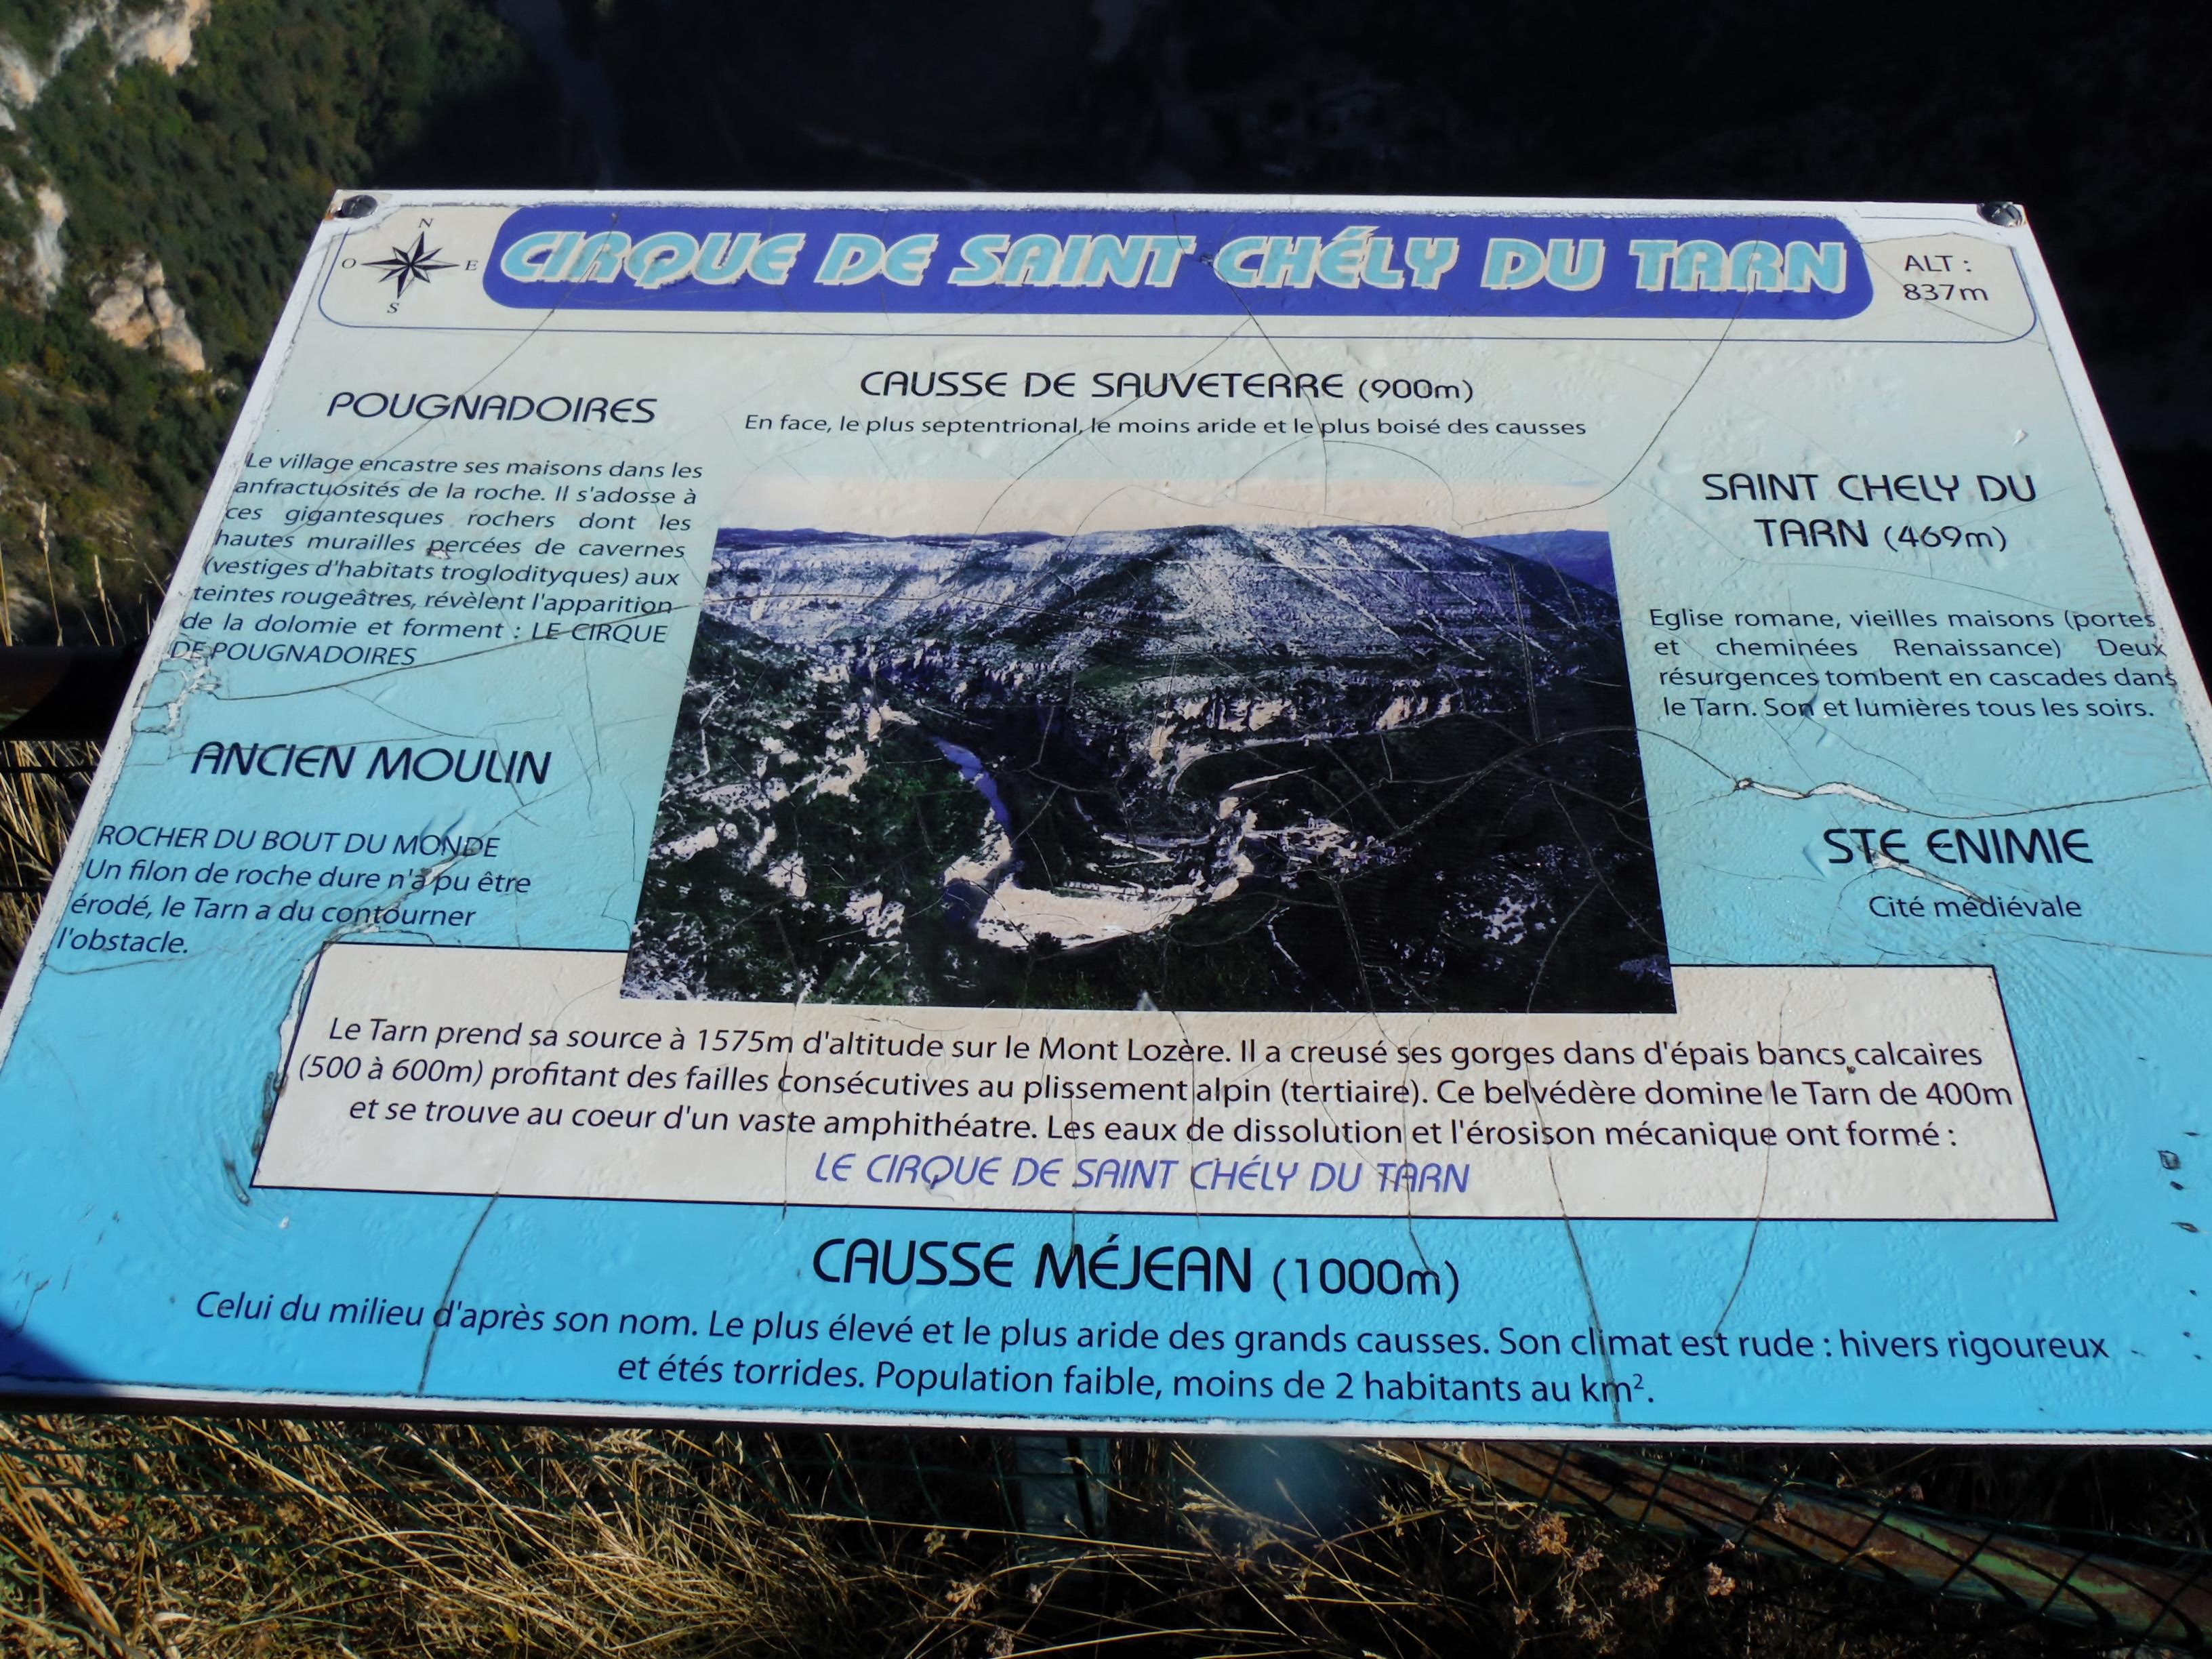 N
O E
S
CIRQUE DE SAINT CHÉLY DU TARN
ALT :
837m
CAUSSE DE SAUVETERRE (900m)
En face, le plus septentrional, le moins aride et le plus boisé des causses
POUGNADOIRES
Le village encastre ses maisons dans les
anfractuosités de la roche. Il s'adosse à
ces gigantesques rochers dont les
hautes murailles percées de cavernes
(vestiges d'habitats troglodityques) aux
teintes rougeâtres, révèlent l'apparition
de la dolomie et forment : LE CIRQUE
DE POUGNADOIRES
ANCIEN MOULIN
ROCHER DU BOUT DU MONDE
Un filon de roche dure n'a pu être
érodé, le Tarn a du contourner
l'obstacle.
SAINT CHELY DU
TARN (469m)
Eglise romane, vieilles maisons (portes
et cheminées Renaissance) Deux
résurgences tombent en cascades dans
le Tarn. Son et lumières tous les soirs.
STE ENIMIE
Cité médiévale
Le Tarn prend sa source à 1575m d'altitude sur le Mont Lozère. Il a creusé ses gorges dans d'épais bancs calcaires
(500 à 600m) profitant des failles consécutives au plissement alpin (tertiaire). Ce belvédère domine le Tarn de 400m
et se trouve au coeur d'un vaste amphithéatre. Les eaux de dissolution et l'érosison mécanique ont formé :
LE CIRQUE DE SAINT CHÉLY DU TARN
CAUSSE MÉJEAN (1000m)
Celui du milieu d'après son nom. Le plus élevé et le plus aride des grands causses. Son climat est rude : hivers rigoureux
et étés torrides. Population faible, moins de 2 habitants au km².